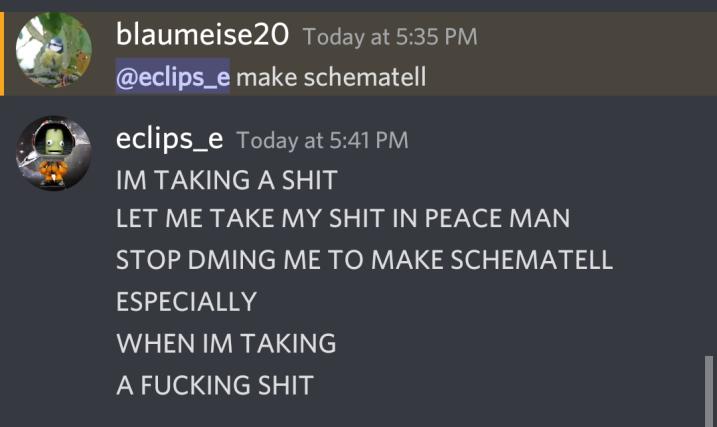 blaumeise20 Today at 5:35 PM
@eclips_e make schematell
eclips_e Today at 5:41 PM
IM TAKING A SHIT
LET ME TAKE MY SHIT IN PEACE MAN
STOP DMING ME TO MAKE SCHEMATELL
ESPECIALLY
WHEN IM TAKING
A FUCKING SHIT